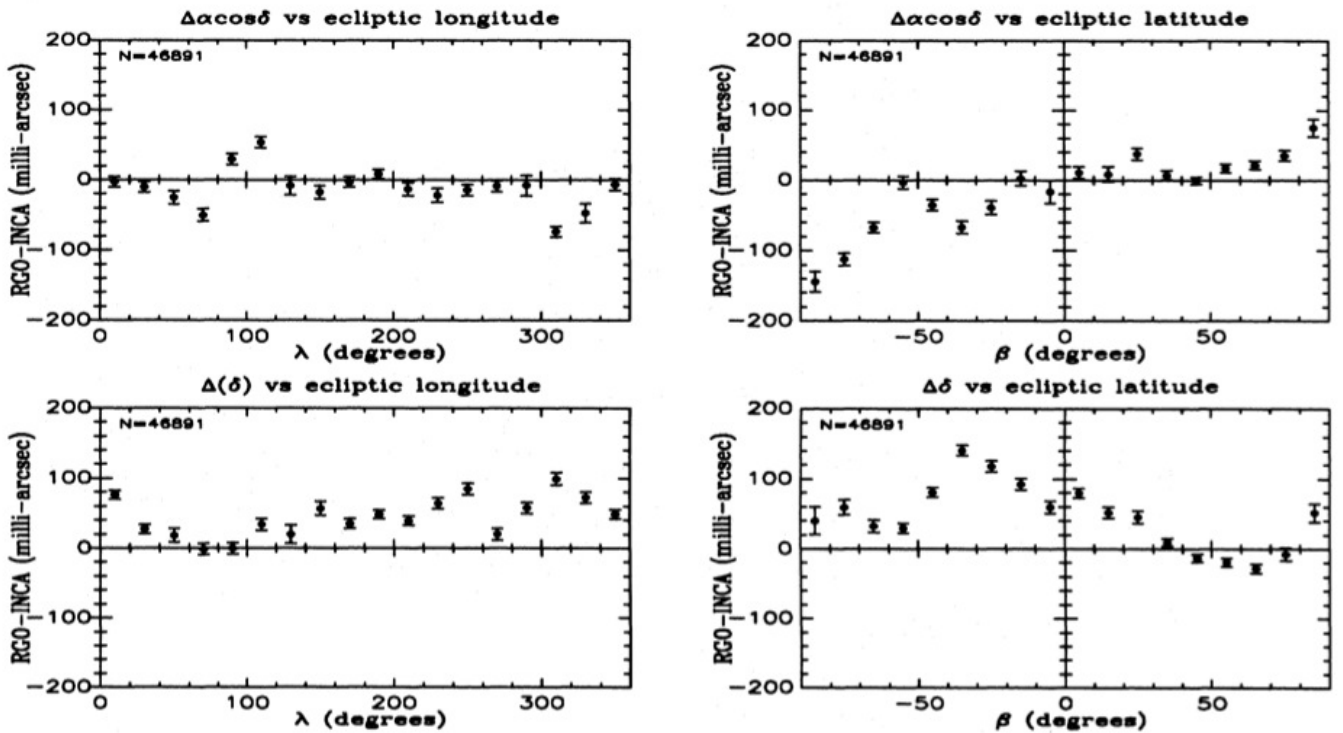 Δαcosδ vs ecliptic longitude
200
100
0
−100
−200
RGO-INCA (milli-arcsec)
N=46891
0 100 200 300
λ (degrees)
Δαcosδ vs ecliptic latitude
200
100
0
−100
−200
RGO-INCA (milli-arcsec)
N=46891
−50 0 50
β (degrees)
Δ(δ) vs ecliptic longitude
200
100
0
−100
−200
RGO-INCA (milli-arcsec)
N=46891
0 100 200 300
λ (degrees)
Δδ vs ecliptic latitude
200
100
0
−100
−200
RGO-INCA (milli-arcsec)
N=46891
−50 0 50
β (degrees)